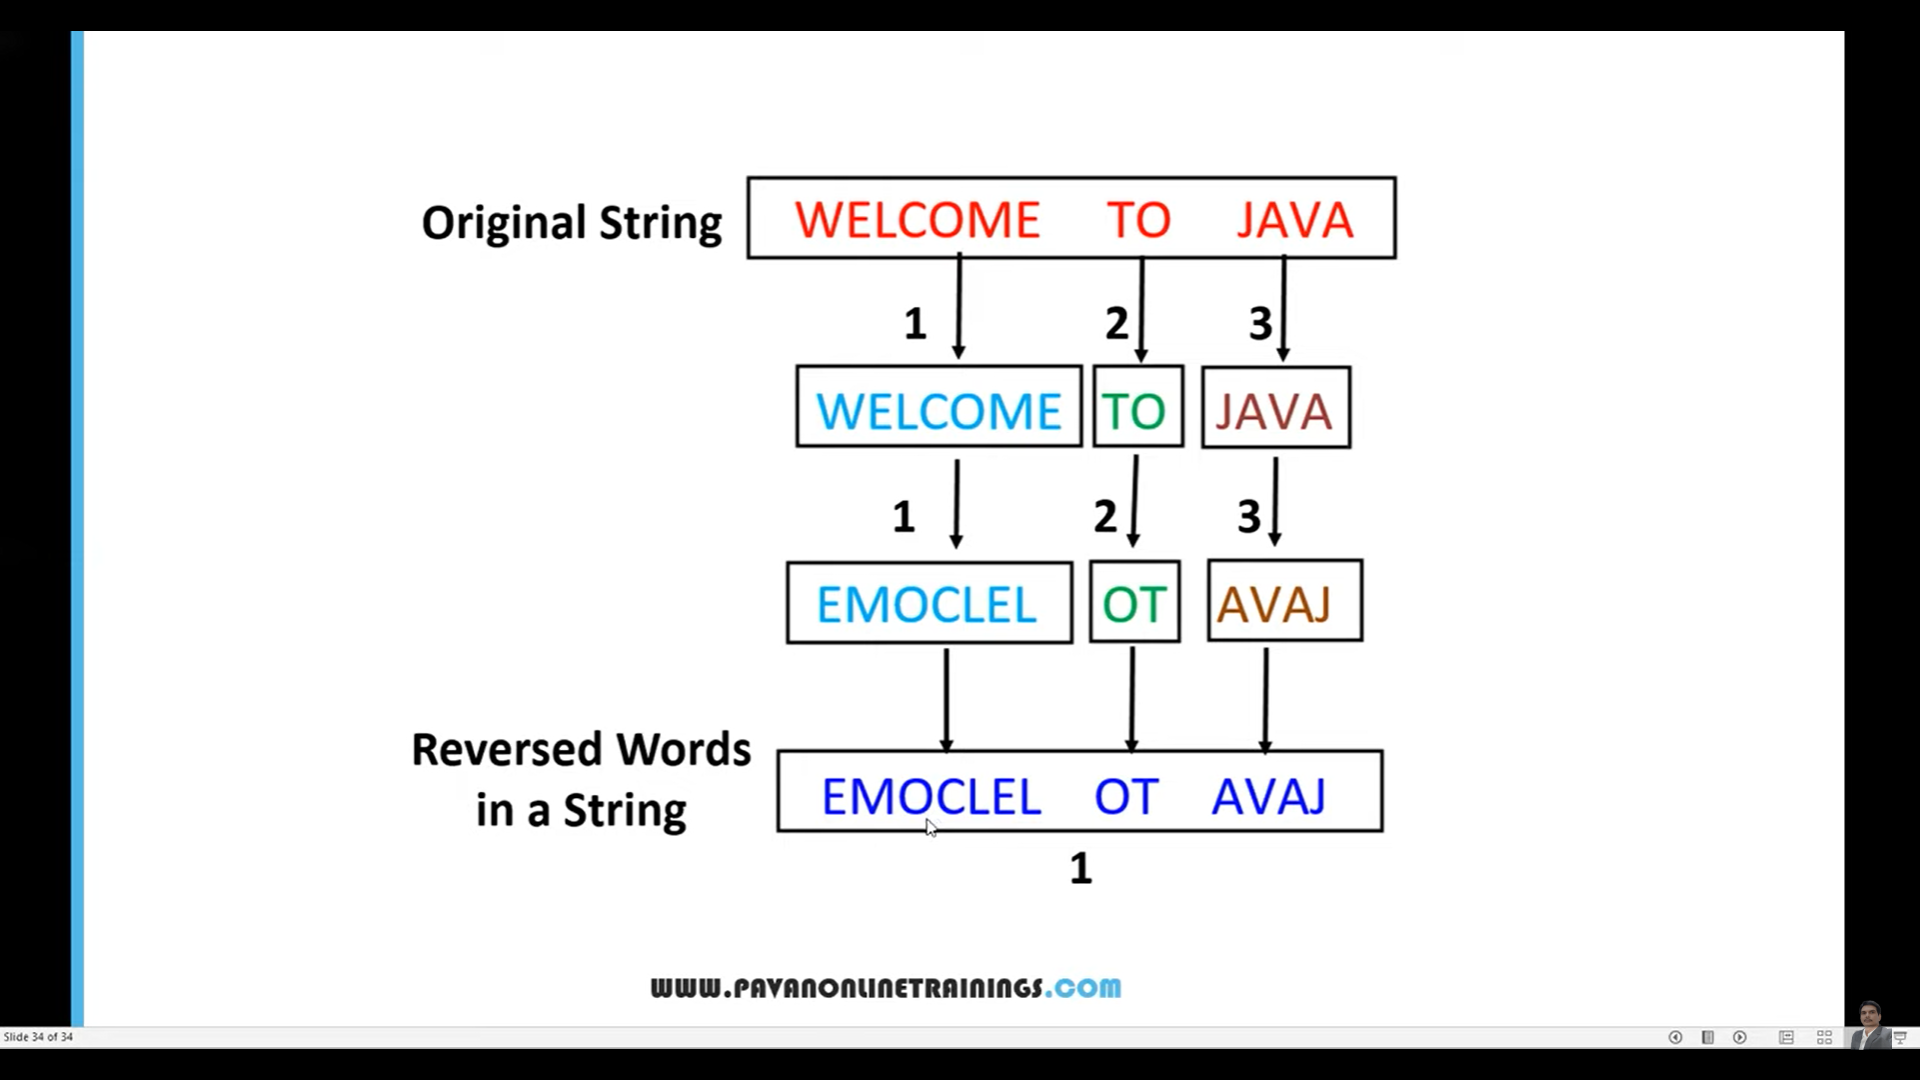 Original String
WELCOME TO JAVA
1 2 3
WELCOME TO JAVA
1 2 3
EMOCLEL OT AVAJ
Reversed Words
in a String
EMOCLEL OT AVAJ
1
WWW.PAVANONLINETRAININGS.COM
Slide 34 of 34